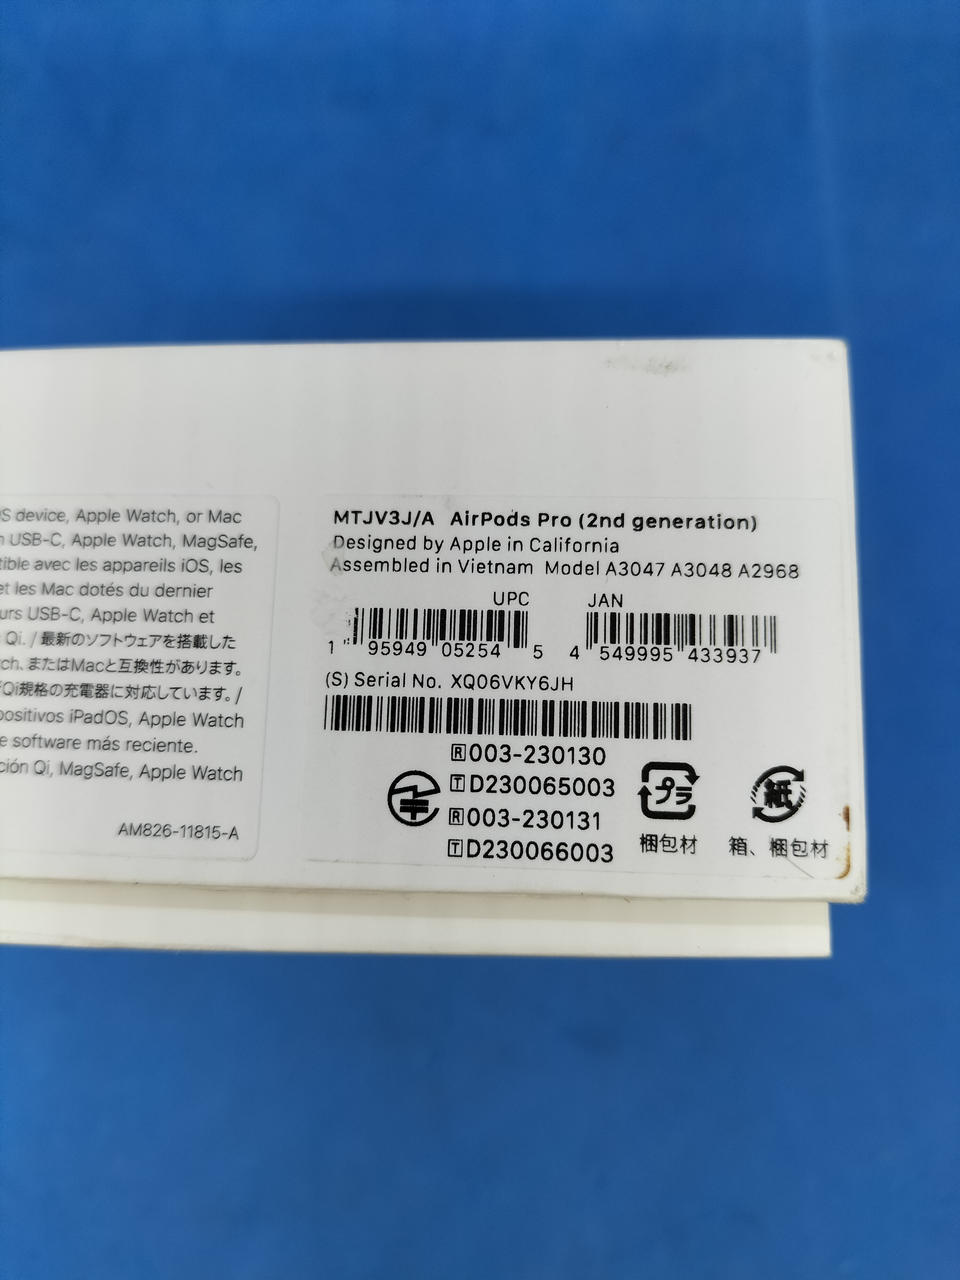 S device, Apple Watch, or Mac
USB-C, Apple Watch, MagSafe,
tible avec les appareils iOS, les
et les Mac dotés du dernier
urs USB-C, Apple Watch et
Qi. / 最新のソフトウェアを搭載した
ch、またはMacと互換性があります。
Qi規格の充電器に対応しています。/
positivos iPadOS, Apple Watch
e software más reciente.
ción Qi, MagSafe, Apple Watch
AM826-11815-A
MTJV3J/A AirPods Pro (2nd generation)
Designed by Apple in California
Assembled in Vietnam Model A3047 A3048 A2968
UPC JAN
1 95949 05254 5 4 549995 433937
(S) Serial No. XQ06VKY6JH
R 003-230130
T D230065003
R 003-230131
T D230066003
プラ
梱包材
紙
箱、梱包材